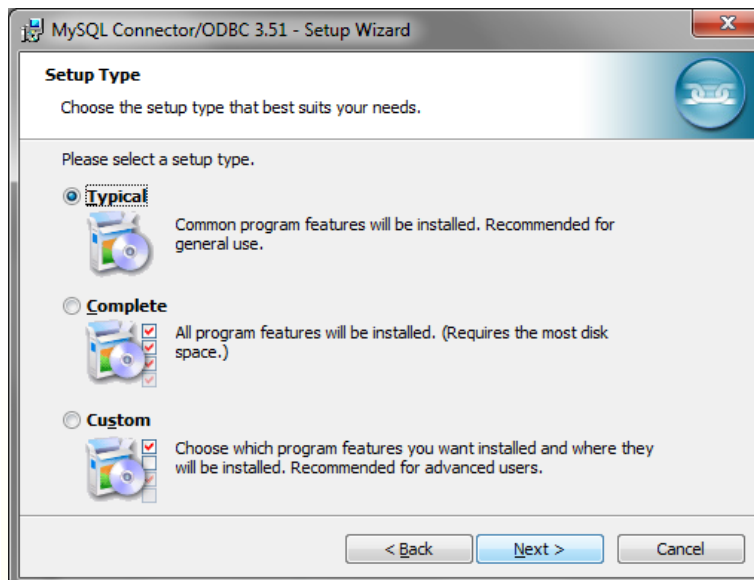 MySQL Connector/ODBC 3.51 - Setup Wizard
Setup Type
Choose the setup type that best suits your needs.
Please select a setup type.
Typical
Common program features will be installed. Recommended for
general use.
Complete
All program features will be installed. (Requires the most disk
space.)
Custom
Choose which program features you want installed and where they
will be installed. Recommended for advanced users.
< Back
Next >
Cancel